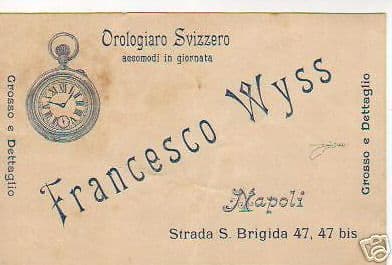 Orologiaro Svizzero
accomodi in giornata
Grosso e Dettaglio
Francesco Wyss
Grosso e Dettaglio
Napoli
Strada S. Brigida 47, 47 bis